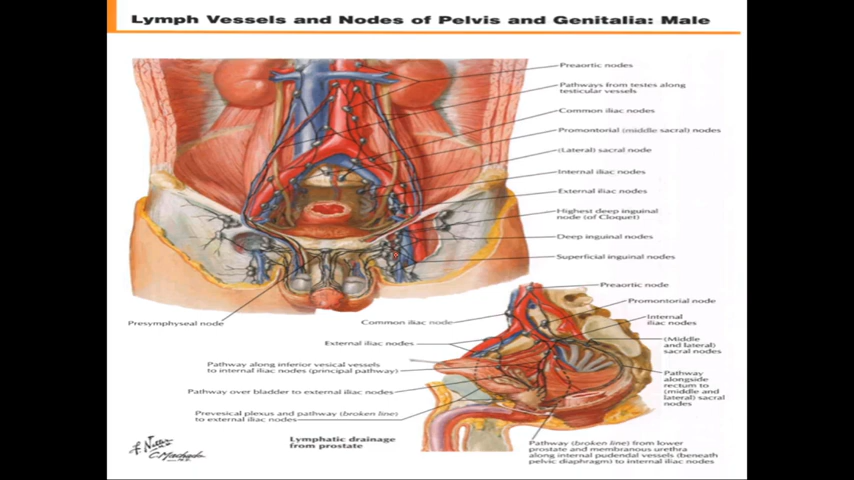 Lymph Vessels and Nodes of Pelvis and Genitalia: Male
Preaortic nodes
Pathways from testes along
testicular vessels
Common iliac nodes
Promontorial (middle sacral) nodes
(Lateral) sacral node
Internal iliac nodes
External iliac nodes
Highest deep inguinal
node (of Cloquet)
Deep inguinal nodes
Superficial inguinal nodes
Presymphyseal node
Preaortic node
Promontorial node
Internal
iliac nodes
(Middle
and lateral)
sacral nodes
Pathway
alongside
rectum to
(middle and
lateral) sacral
nodes
Common iliac node
External iliac nodes
Pathway along inferior vesical vessels
to internal iliac nodes (principal pathway)
Pathway over bladder to external iliac nodes
Prevesical plexus and pathway (broken line)
to external iliac nodes
Lymphatic drainage
from prostate
Pathway (broken line) from lower
prostate and membranous urethra
along internal pudendal vessels (beneath
pelvic diaphragm) to internal iliac nodes
F. Netter
C. Machado